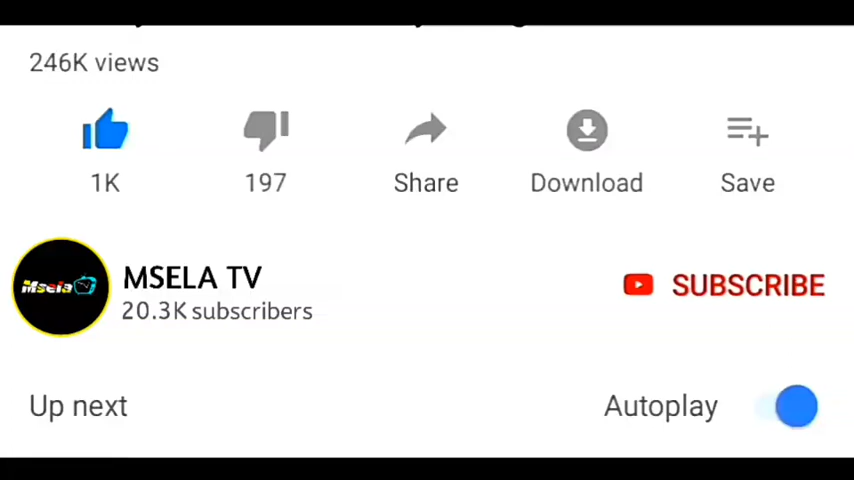 246K views
1K
197
Share
Download
Save
Msela
MSELA TV
20.3K subscribers
SUBSCRIBE
Up next
Autoplay